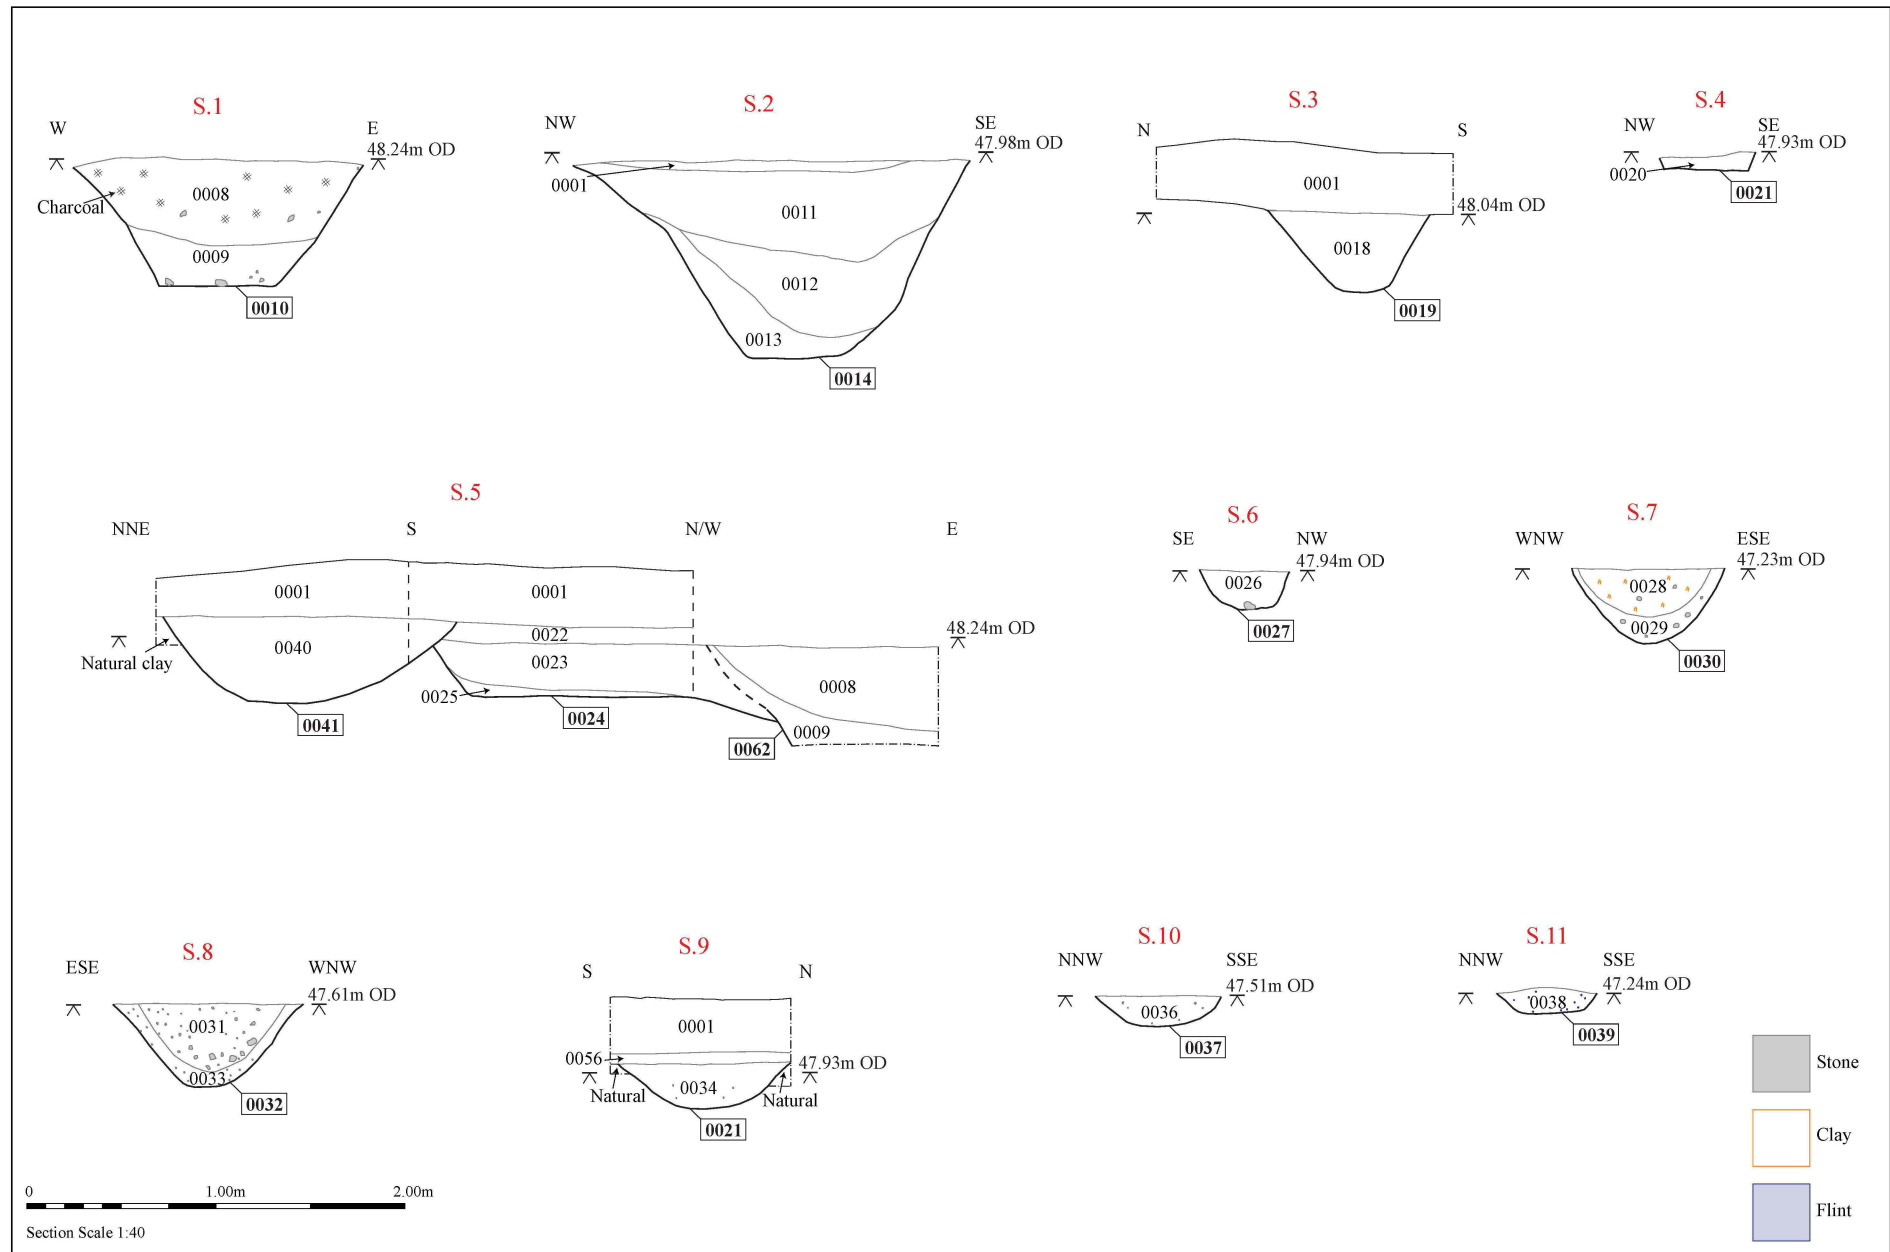 S.1
W E
48.24m OD
0008
Charcoal
0009
0010
S.2
NW SE
47.98m OD
0001
0011
0012
0013
0014
S.3
N S
0001
48.04m OD
0018
0019
S.4
NW SE
47.93m OD
0020
0021
S.5
NNE S N/W E
0001 0001
0022
48.24m OD
0040
0023
Natural clay
0025
0008
0024
0041
0009
0062
S.6
SE NW
47.94m OD
0026
0027
S.7
WNW ESE
47.23m OD
0028
0029
0030
S.8
ESE WNW
47.61m OD
0031
0033
0032
S.9
S N
0001
0056
47.93m OD
0034
Natural Natural
0021
S.10
NNW SSE
47.51m OD
0036
0037
S.11
NNW SSE
47.24m OD
0038
0039
Stone
Clay
Flint
0 1.00m 2.00m
Section Scale 1:40